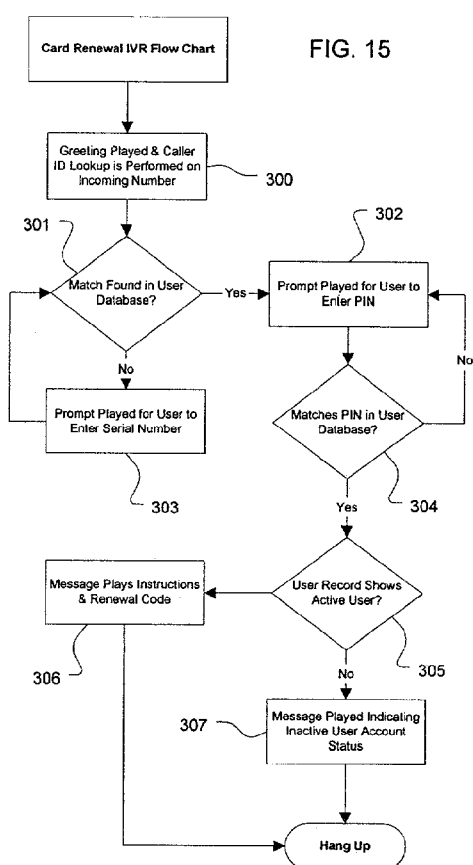 Card Renewal IVR Flow Chart
FIG. 15
Greeting Played & Caller
ID Lookup is Performed on
Incoming Number
300
301
302
Match Found in User
Database?
Yes
Prompt Played for User to
Enter PIN
No
No
Prompt Played for User to
Enter Serial Number
303
Matches PIN in User
Database?
304
Yes
Message Plays Instructions
& Renewal Code
306
User Record Shows
Active User?
305
No
307
Message Played Indicating
Inactive User Account
Status
Hang Up